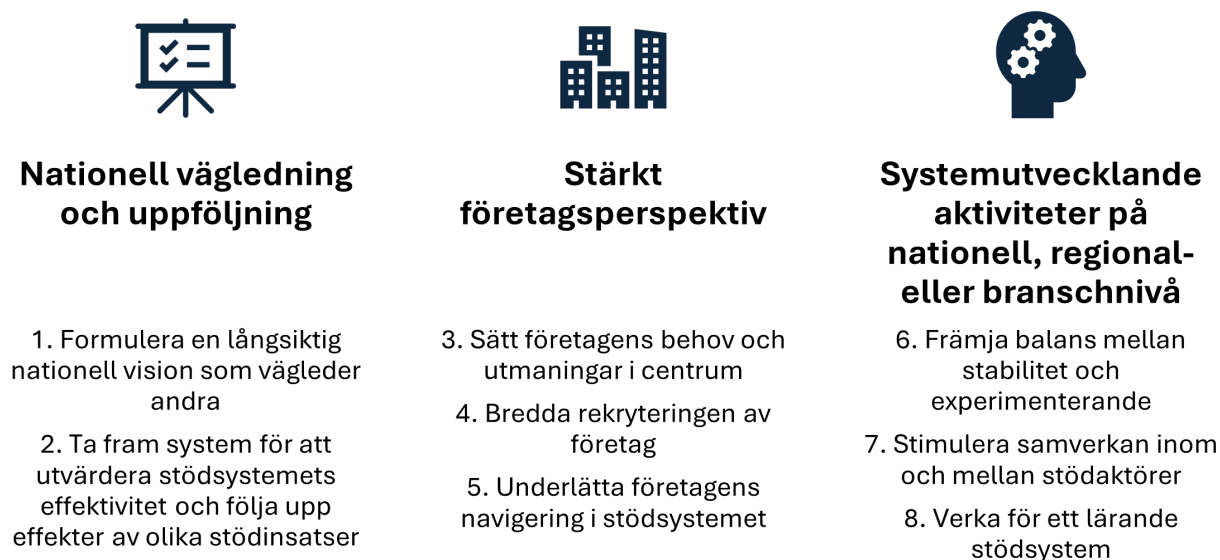 Nationell vägledning
och uppföljning
1. Formulera en långsiktig
nationell vision som vägleder
andra
2. Ta fram system för att
utvärdera stödsystemets
effektivitet och följa upp
effekter av olika stödinsatser
Stärkt
företagsperspektiv
3. Sätt företagens behov och
utmaningar i centrum
4. Bredda rekryteringen av
företag
5. Underlätta företagens
navigering i stödsystemet
Systemutvecklande
aktiviteter på
nationell, regional-
eller branschnivå
6. Främja balans mellan
stabilitet och
experimenterande
7. Stimulera samverkan inom
och mellan stödaktörer
8. Verka för ett lärande
stödsystem